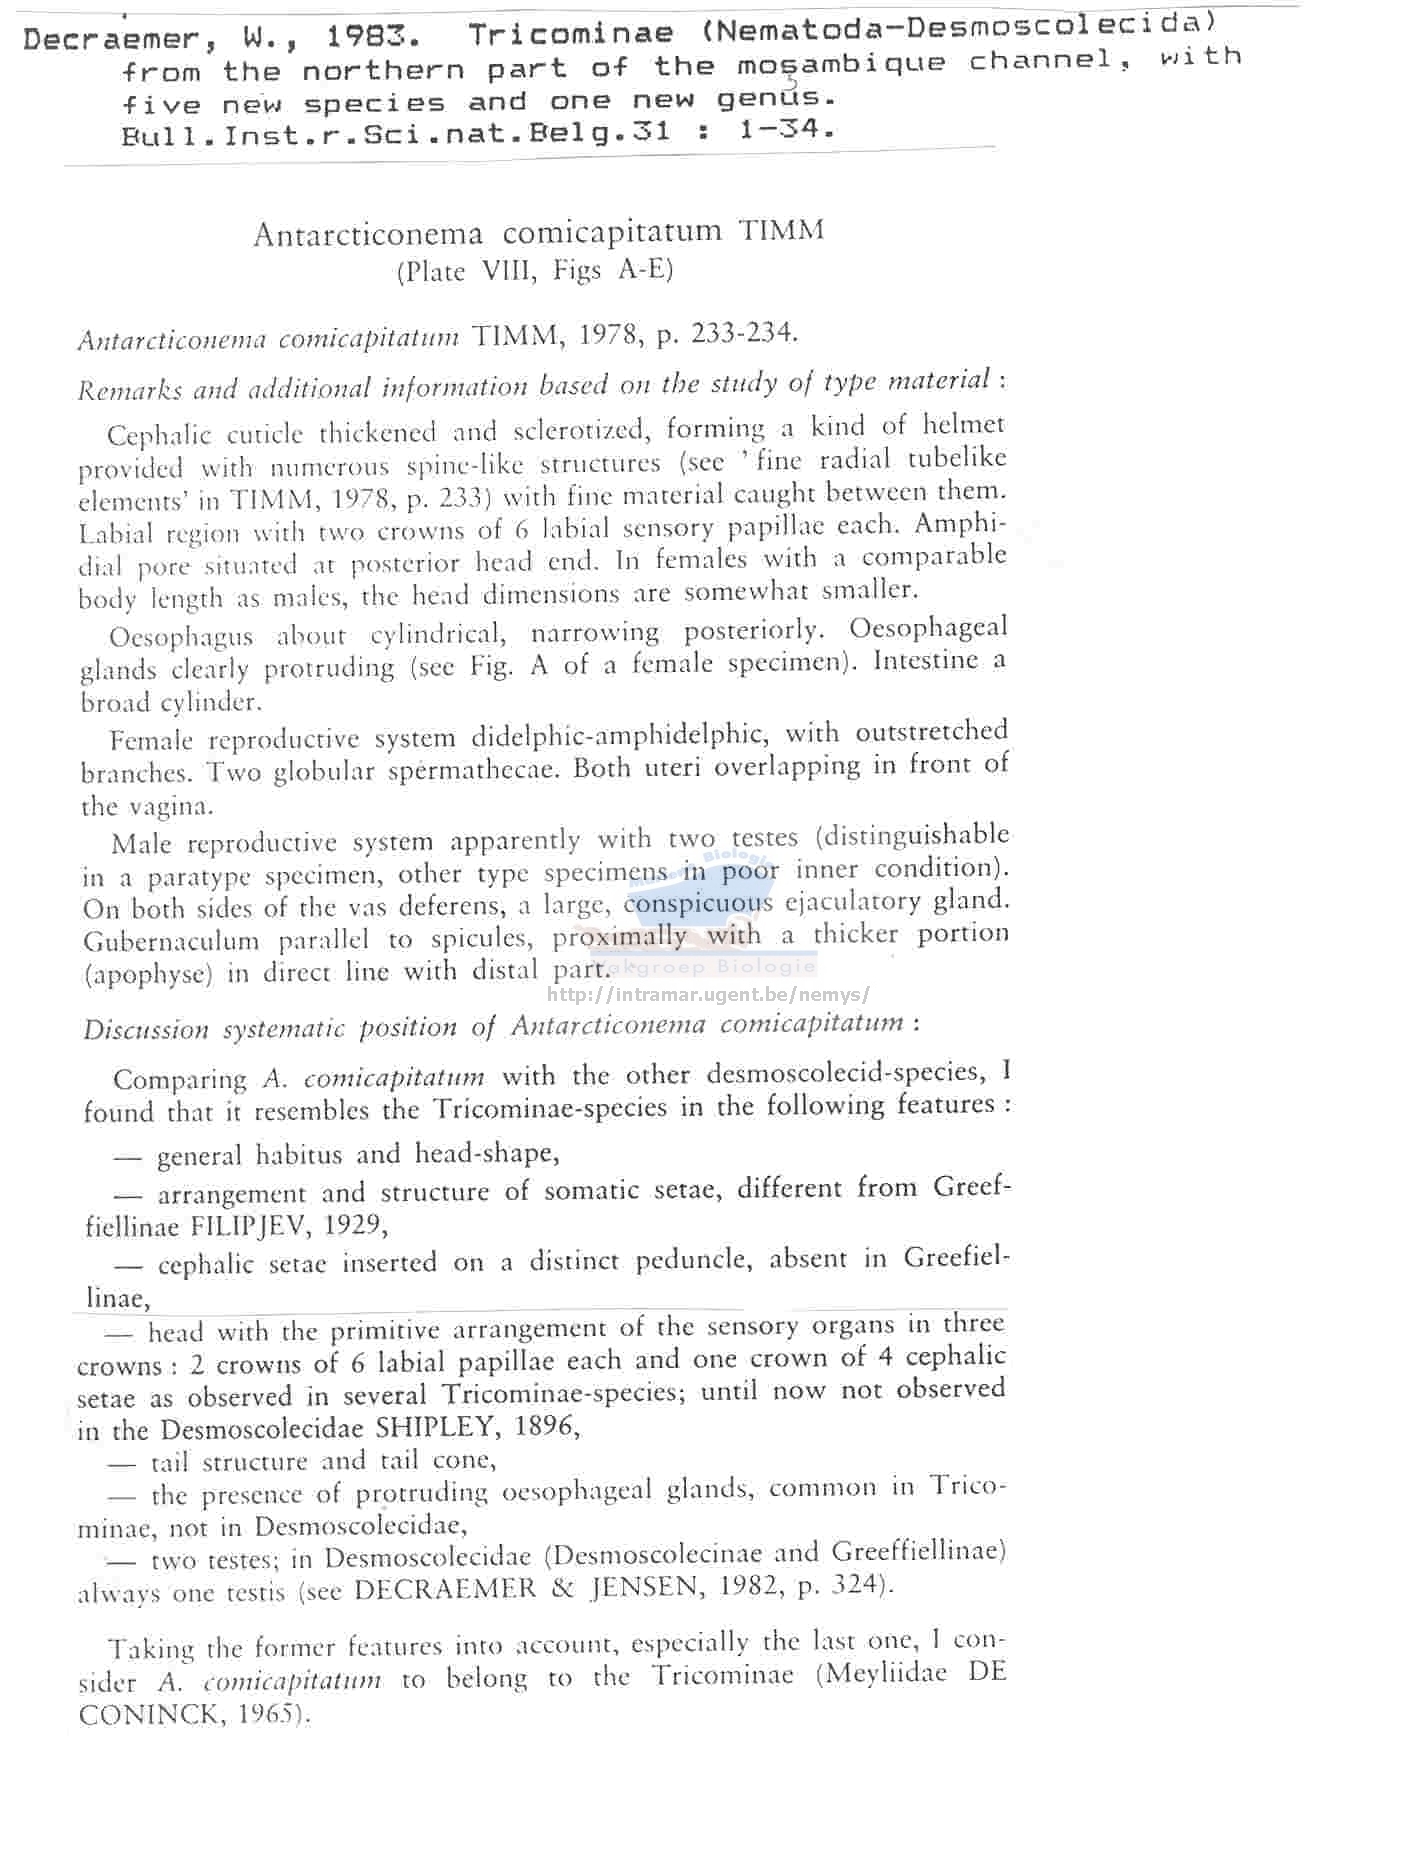 Decraemer, W., 1983. Tricominae (Nematoda-Desmoscolecida)
from the northern part of the mosambique channel, with
five new species and one new genus.
Bull.Inst.r.Sci.nat.Belg.31 : 1-34.
Antarcticonema comicapitatum TIMM
(Plate VIII, Figs A-E)
Antarcticonema comicapitatum TIMM, 1978, p. 233-234.
Remarks and additional information based on the study of type material :
Cephalic cuticle thickened and sclerotized, forming a kind of helmet
provided with numerous spine-like structures (see ’ fine radial tubelike
elements’ in TIMM, 1978, p. 233) with fine material caught between them.
Labial region with two crowns of 6 labial sensory papillae each. Amphi-
dial pore situated at posterior head end. In females with a comparable
body length as males, the head dimensions are somewhat smaller.
Oesophagus about cylindrical, narrowing posteriorly. Oesophageal
glands clearly protruding (see Fig. A of a female specimen). Intestine a
broad cylinder.
Female reproductive system didelphic-amphidelphic, with outstretched
branches. Two globular spermathecae. Both uteri overlapping in front of
the vagina.
Male reproductive system apparently with two testes (distinguishable
in a paratype specimen, other type specimens in poor inner condition).
On both sides of the vas deferens, a large, conspicuous ejaculatory gland.
Gubernaculum parallel to spicules, proximally with a thicker portion
(apophyse) in direct line with distal part.
Mariene Biologie
Vakgroep Biologie
http://intramar.ugent.be/nemys/
Discussion systematic position of Antarcticonema comicapitatum :
Comparing A. comicapitatum with the other desmoscolecid-species, I
found that it resembles the Tricominae-species in the following features :
— general habitus and head-shape,
— arrangement and structure of somatic setae, different from Greef-
fiellinae FILIPJEV, 1929,
— cephalic setae inserted on a distinct peduncle, absent in Greefiel-
linae,
— head with the primitive arrangement of the sensory organs in three
crowns : 2 crowns of 6 labial papillae each and one crown of 4 cephalic
setae as observed in several Tricominae-species; until now not observed
in the Desmoscolecidae SHIPLEY, 1896,
— tail structure and tail cone,
— the presence of protruding oesophageal glands, common in Trico-
minae, not in Desmoscolecidae,
— two testes; in Desmoscolecidae (Desmoscolecinae and Greeffiellinae)
always one testis (see DECRAEMER & JENSEN, 1982, p. 324).
Taking the former features into account, especially the last one, I con-
sider A. comicapitatum to belong to the Tricominae (Meyliidae DE
CONINCK, 1965).